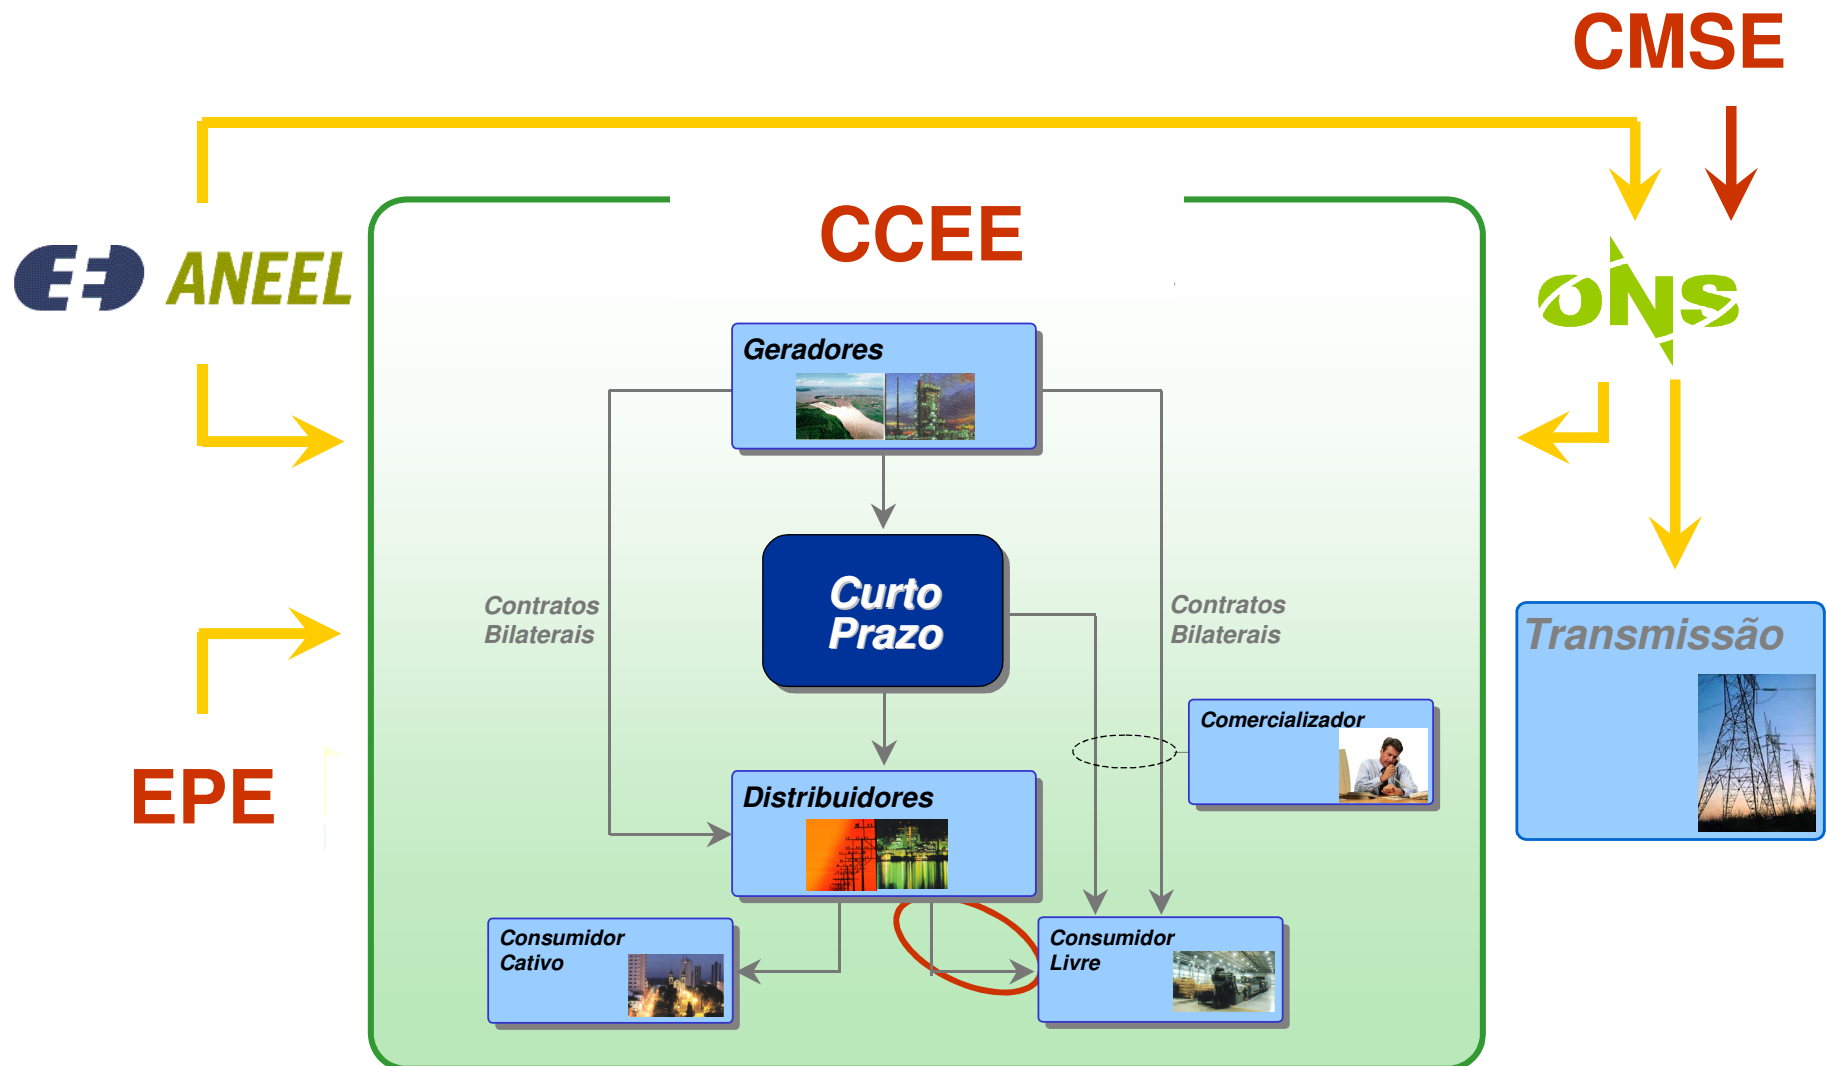 CMSE
CCEE
ANEEL
ONS
Geradores
Curto
Prazo
Contratos
Bilaterais
Contratos
Bilaterais
Transmissão
Comercializador
EPE
Distribuidores
Consumidor
Cativo
Consumidor
Livre